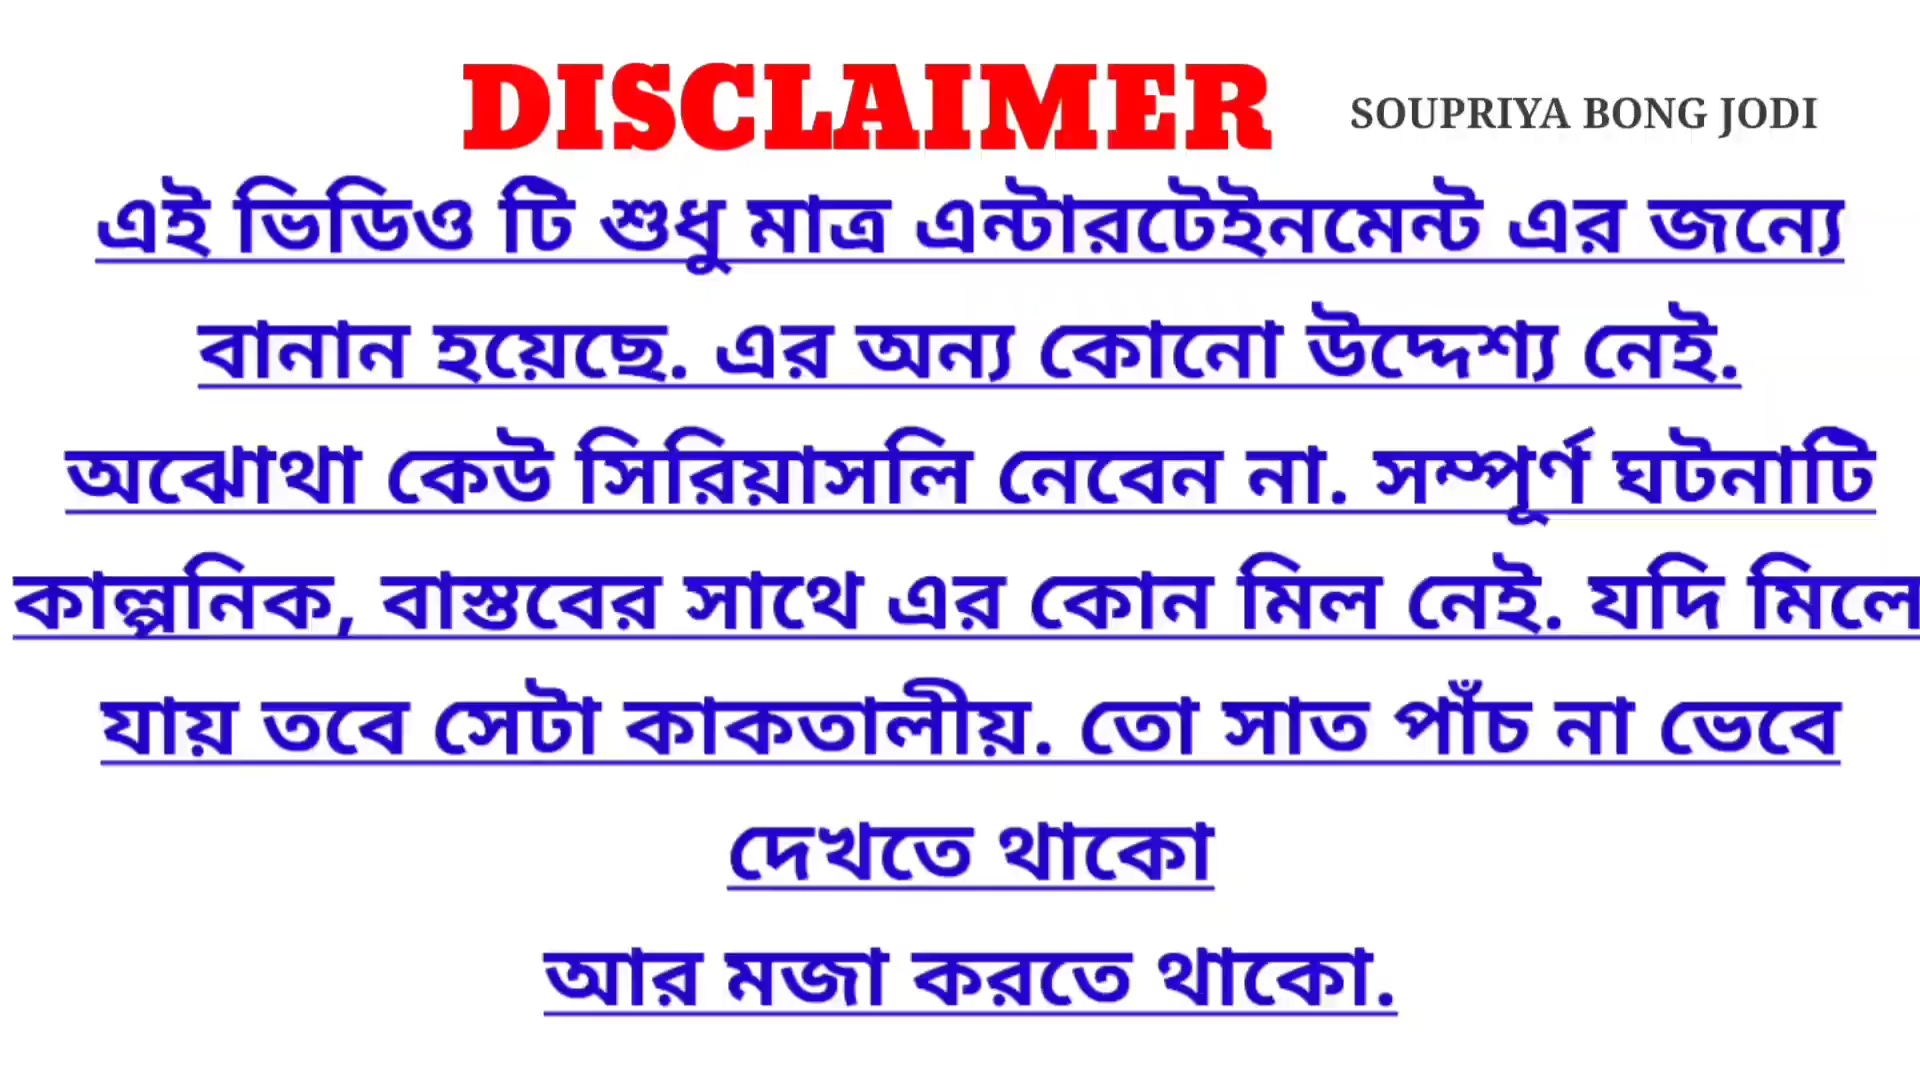 DISCLAIMER SOUPRIYA BONG JODI
এই ভিডিও টি শুধু মাত্র এন্টারটেইনমেন্ট এর জন্যে
বানান হয়েছে. এর অন্য কোনো উদ্দেশ্য নেই.
অঝোথা কেউ সিরিয়াসলি নেবেন না. সম্পূর্ণ ঘটনাটি
কাল্পনিক, বাস্তবের সাথে এর কোন মিল নেই. যদি মিলে
যায় তবে সেটা কাকতালীয়. তো সাত পাঁচ না ভেবে
দেখতে থাকো
আর মজা করতে থাকো.